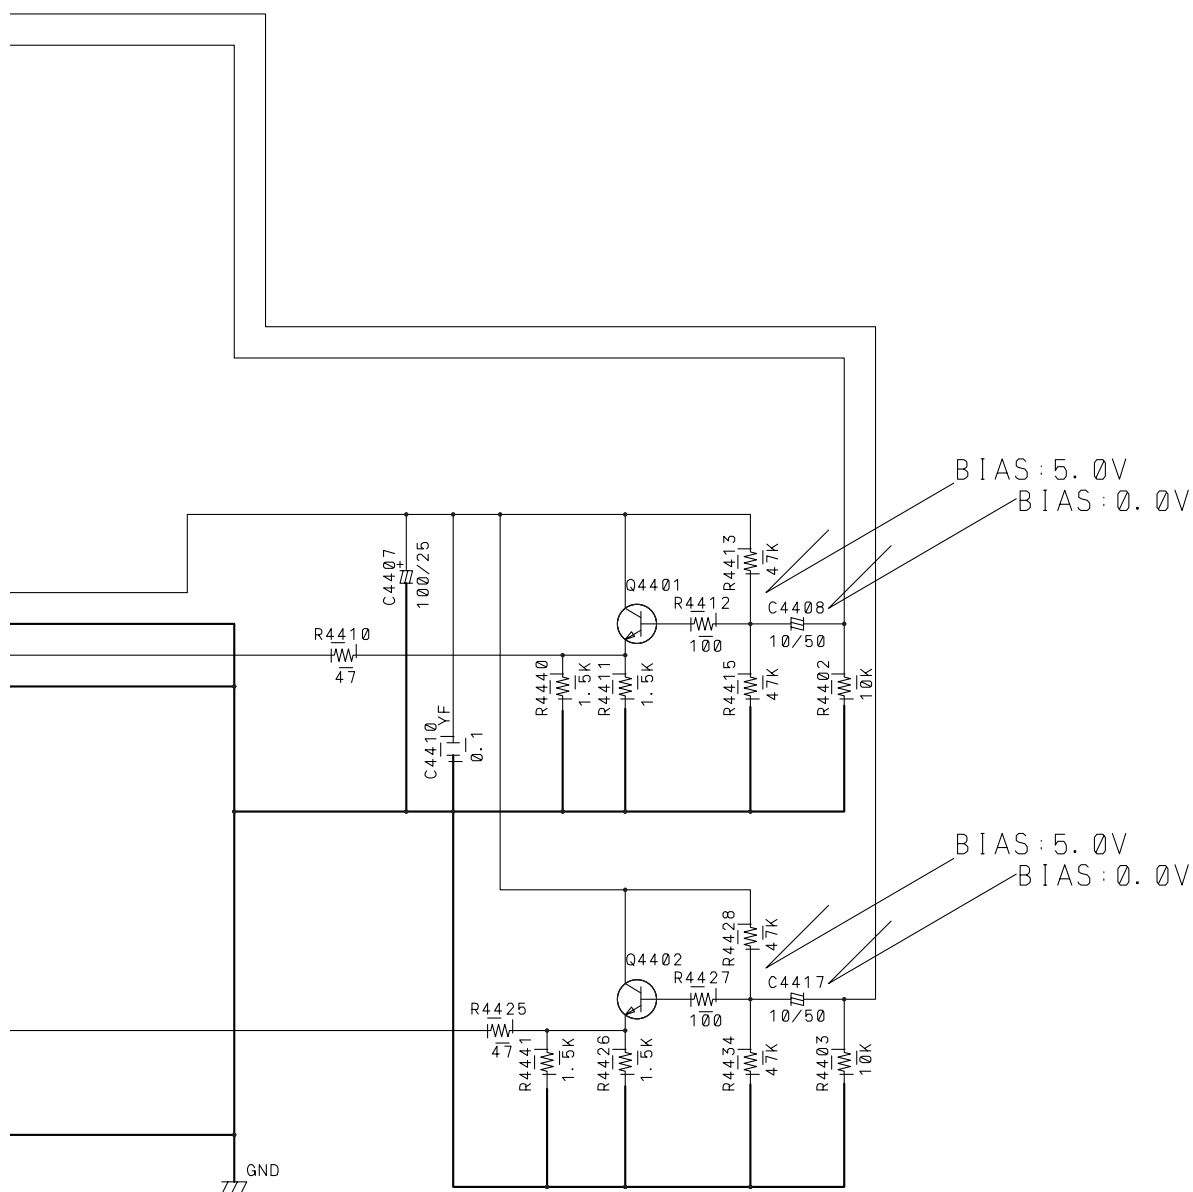 BIAS:5.0V
BIAS:0.0V
R4413
47K
C4407
+
100/25
Q4401
R4412
100
C4408
10/50
R4410
47
R4440
1.5K
R4411
1.5K
R4415
47K
R4402
10K
C4410
YF
0.1
BIAS:5.0V
BIAS:0.0V
R4428
47K
Q4402
R4427
100
C4417
10/50
R4425
47
R4441
1.5K
R4426
1.5K
R4434
47K
R4403
10K
GND